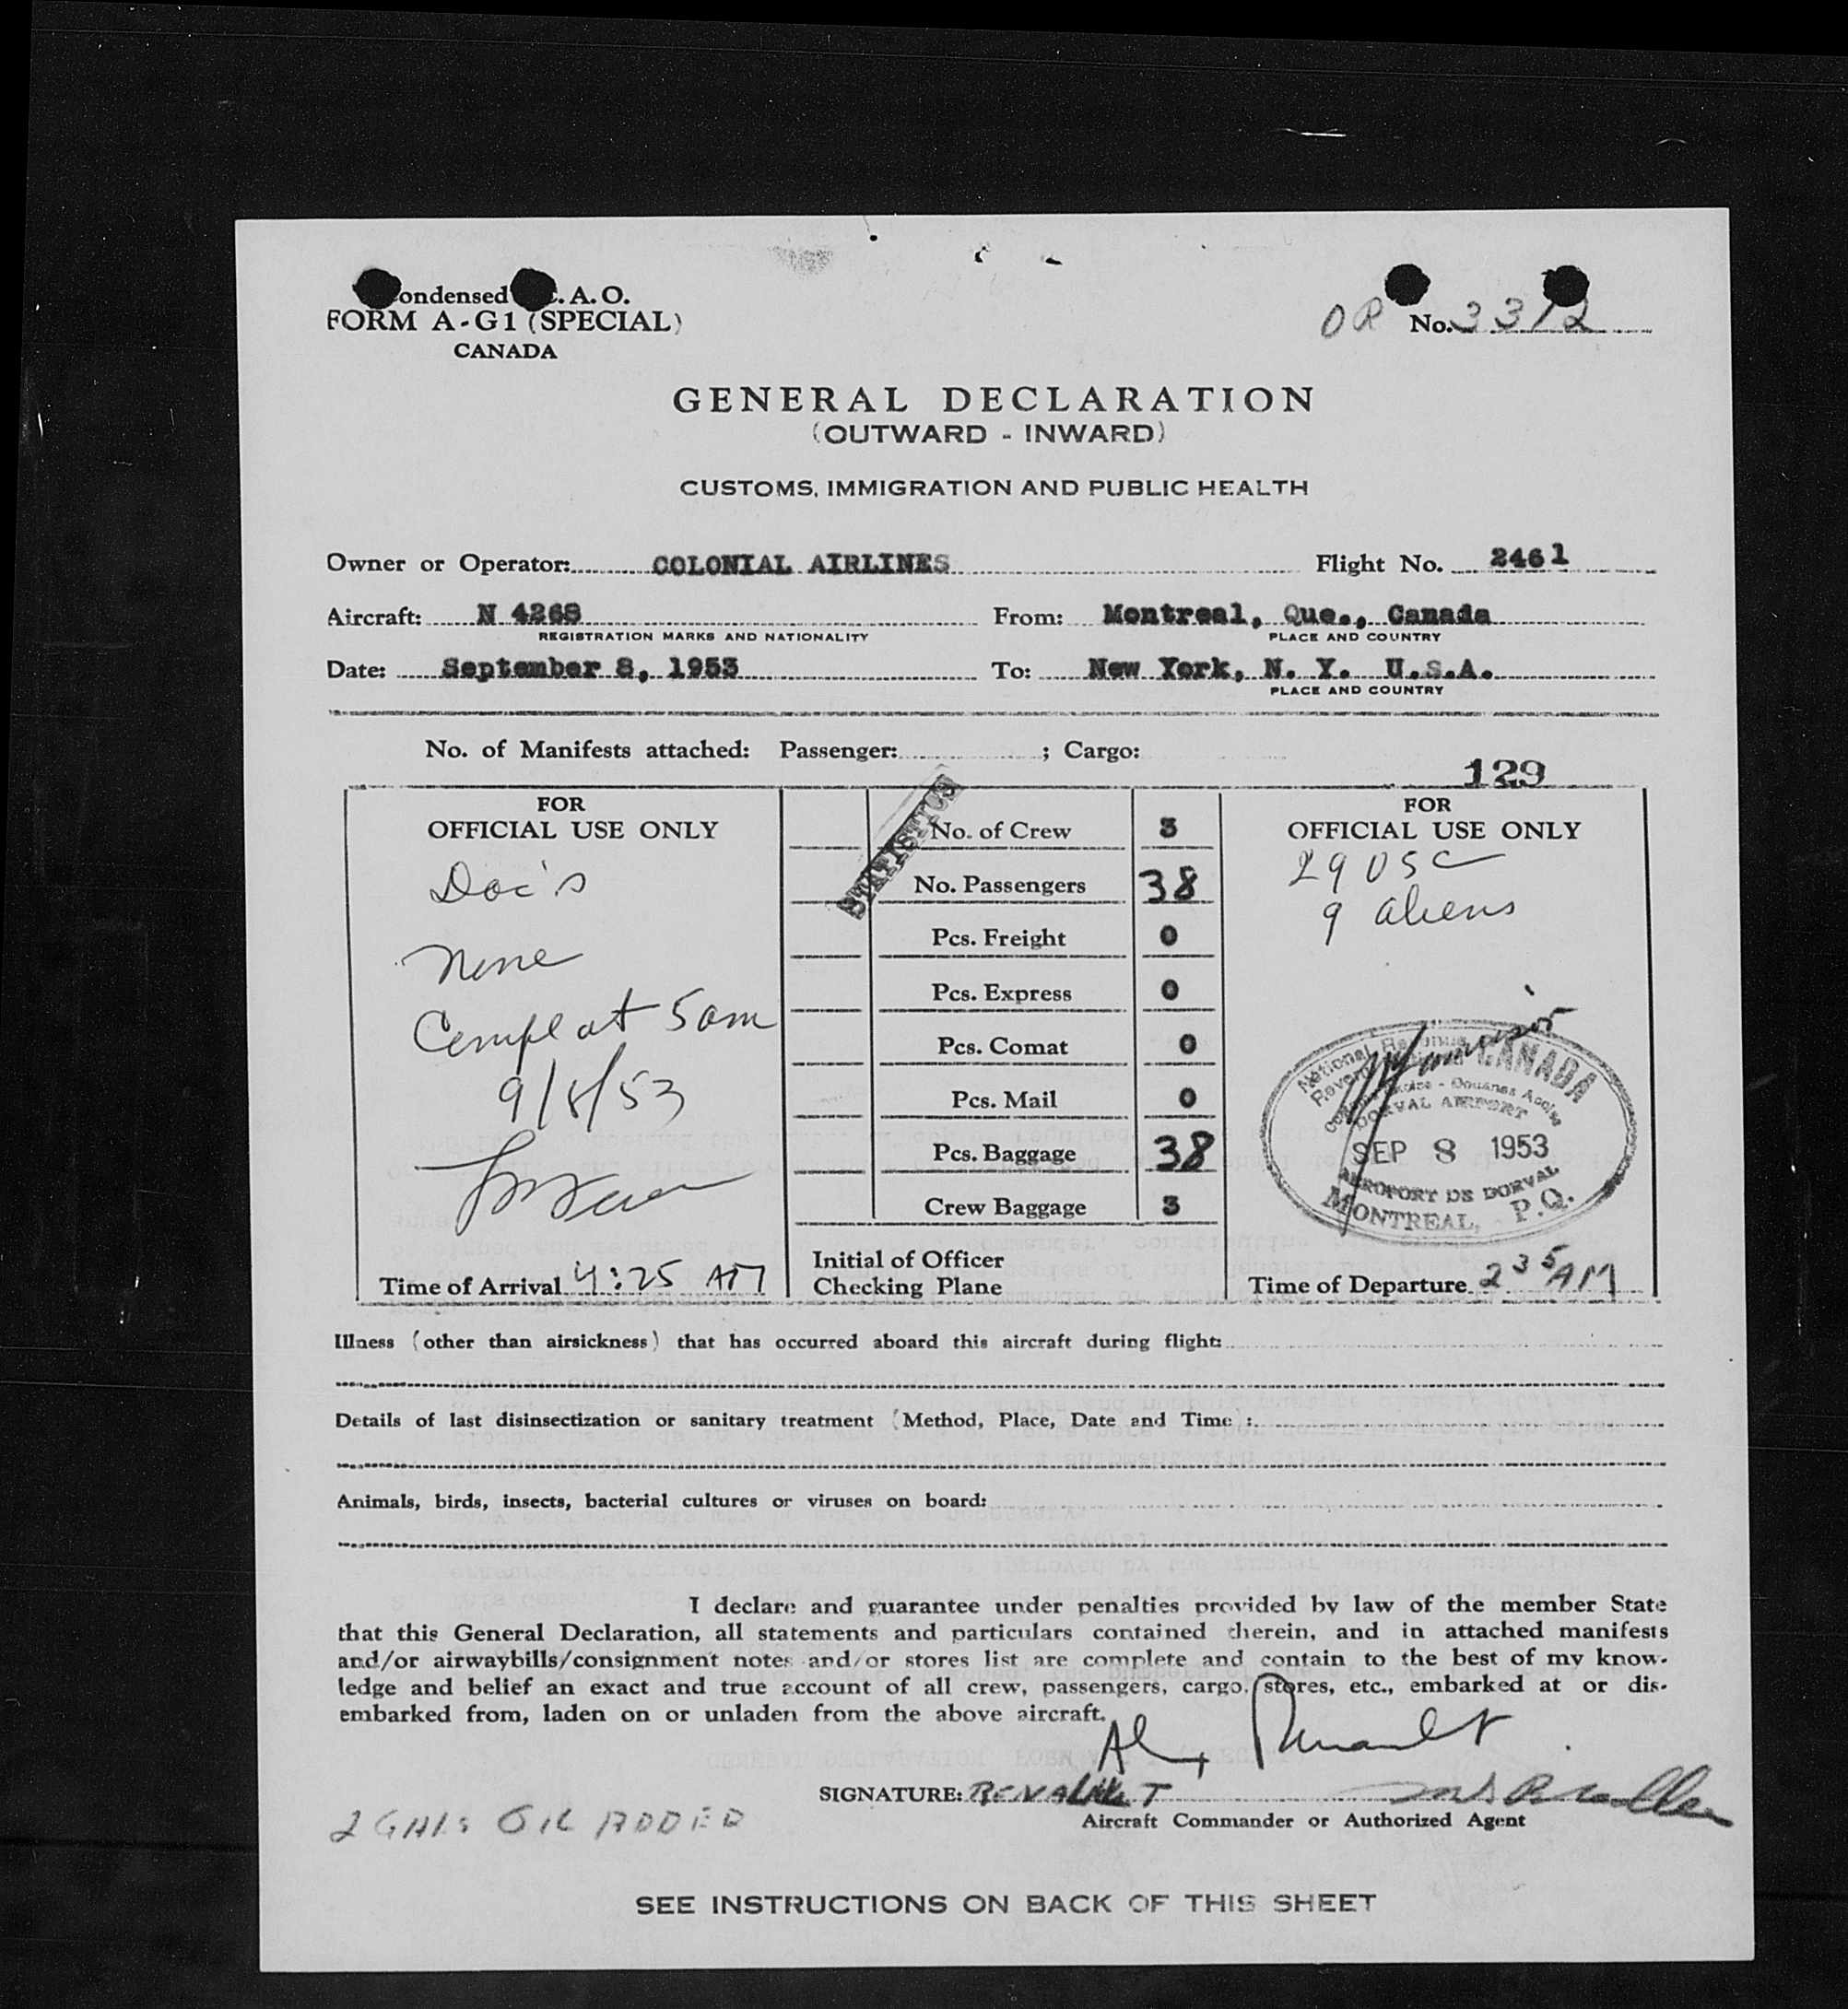 ondensed C. A. O.
FORM A-G1 (SPECIAL)
CANADA
OR No. 3312
GENERAL DECLARATION
(OUTWARD - INWARD)
CUSTOMS, IMMIGRATION AND PUBLIC HEALTH
Owner or Operator: COLONIAL AIRLINES Flight No. 2461
Aircraft: N 4268 From: Montreal, Que., Canada
REGISTRATION MARKS AND NATIONALITY PLACE AND COUNTRY
Date: September 8, 1953 To: New York, N. Y. U.S.A.
PLACE AND COUNTRY
No. of Manifests attached: Passenger: ; Cargo:
129
FOR
OFFICIAL USE ONLY
Doc's
none
at 5am
9/8/53
Time of Arrival 4:25 AM
STATISTICS
No. of Crew 3
No. Passengers 38
Pcs. Freight 0
Pcs. Express 0
Pcs. Comat 0
Pcs. Mail 0
Pcs. Baggage 38
Crew Baggage 3
Initial of Officer
Checking Plane
FOR
OFFICIAL USE ONLY
29 USC
9 aliens
National Revenue
CANADA
DORVAL AIRPORT
SEP 8 1953
AEROPORT DE DORVAL
MONTREAL, P.Q.
Time of Departure 2 35 AM
Illness (other than airsickness) that has occurred aboard this aircraft during flight:
Details of last disinsectization or sanitary treatment (Method, Place, Date and Time :
Animals, birds, insects, bacterial cultures or viruses on board:
I declare and guarantee under penalties provided by law of the member State
that this General Declaration, all statements and particulars contained therein, and in attached manifests
and/or airwaybills/consignment notes and/or stores list are complete and contain to the best of my know-
ledge and belief an exact and true account of all crew, passengers, cargo, stores, etc., embarked at or dis-
embarked from, laden on or unladen from the above aircraft.
SIGNATURE:
Aircraft Commander or Authorized Agent
2 GALS OIL ADDED
SEE INSTRUCTIONS ON BACK OF THIS SHEET